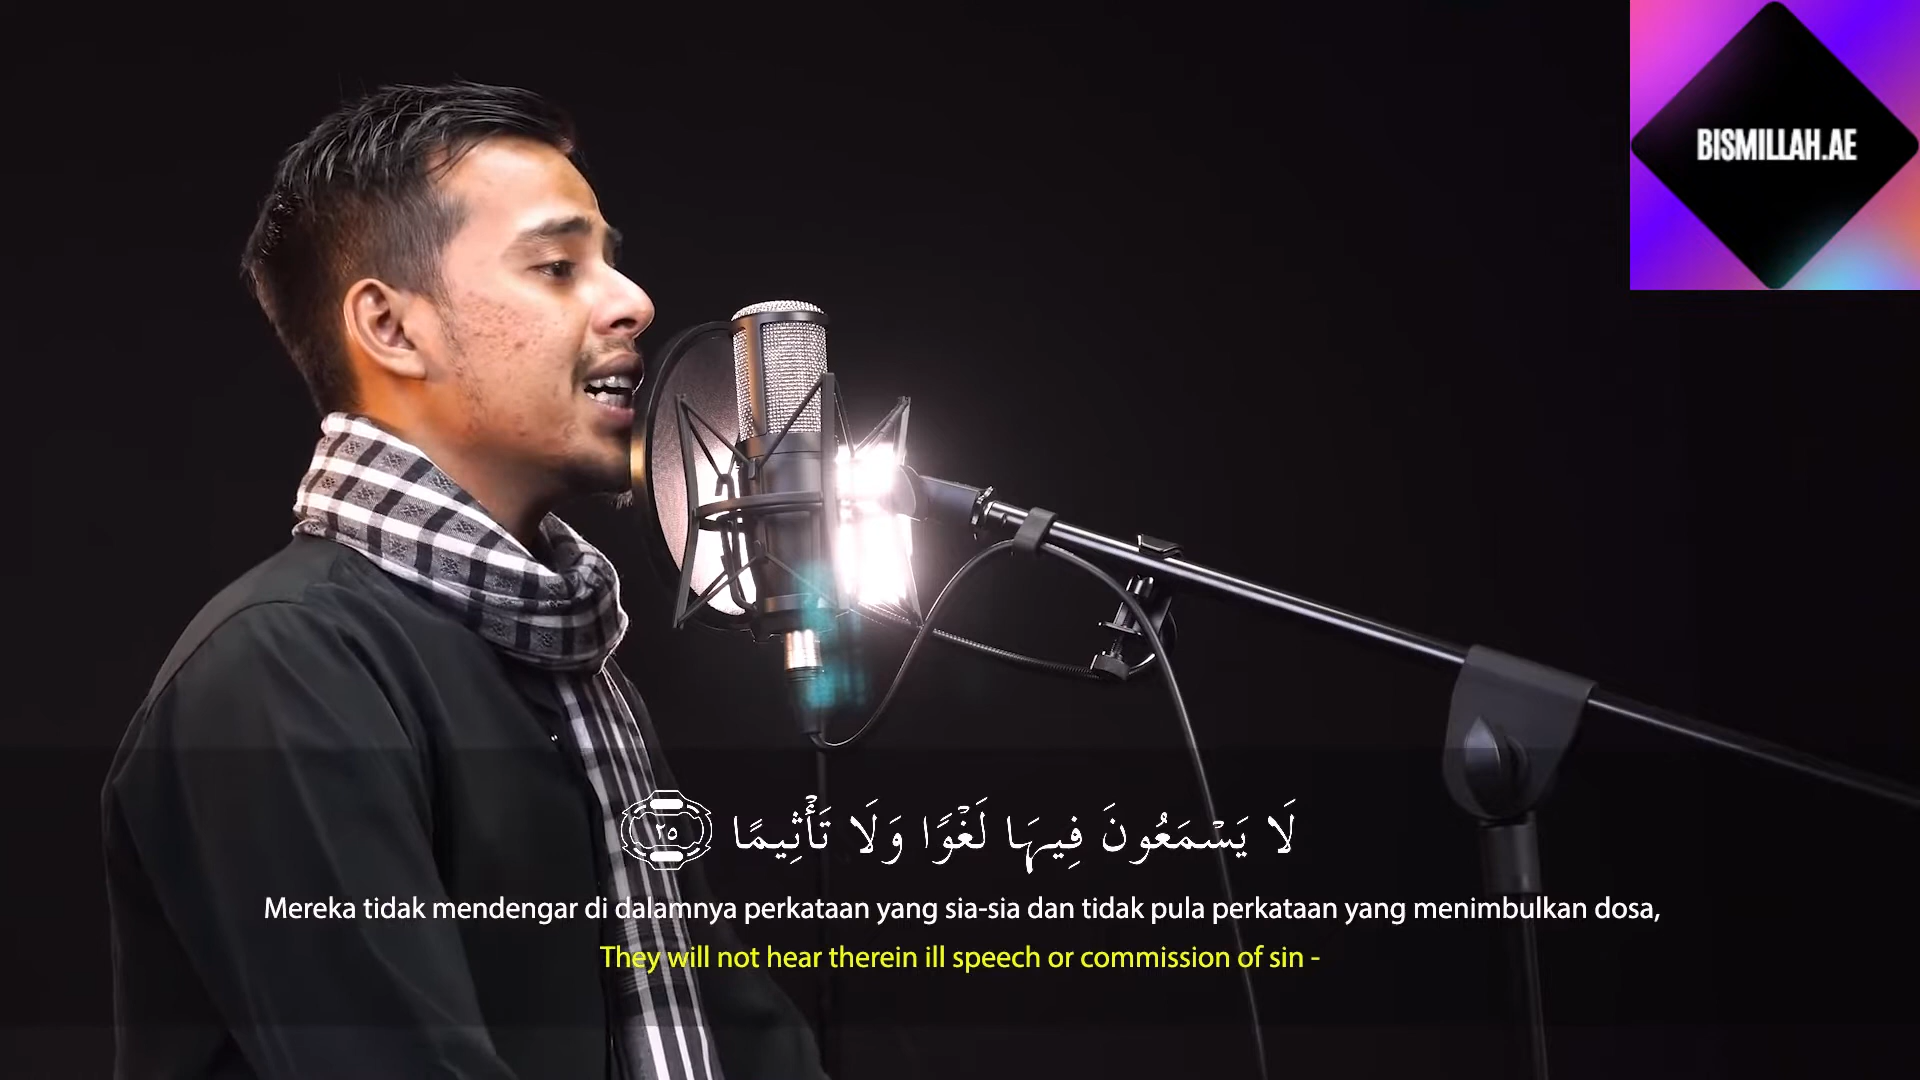 BISMILLAH.AE
لَا يَسْمَعُونَ فِيهَا لَغْوًا وَلَا تَأْثِيمًا ٢٥
Mereka tidak mendengar di dalamnya perkataan yang sia-sia dan tidak pula perkataan yang menimbulkan dosa,
They will not hear therein ill speech or commission of sin -